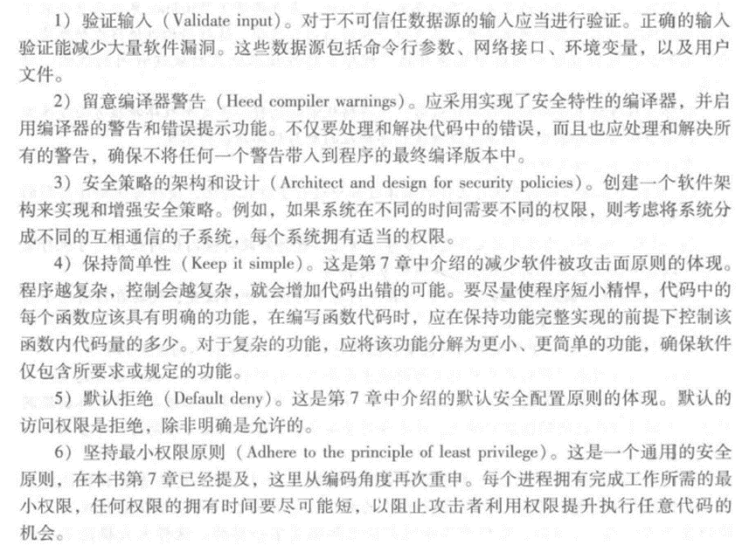 1）验证输入（Validate input）。对于不可信任数据源的输入应当进行验证。正确的输入
验证能减少大量软件漏洞。这些数据源包括命令行参数、网络接口、环境变量，以及用户
文件。
2）留意编译器警告（Heed compiler warnings）。应采用实现了安全特性的编译器，并启
用编译器的警告和错误提示功能。不仅要处理和解决代码中的错误，而且也应处理和解决所
有的警告，确保不将任何一个警告带入到程序的最终编译版本中。
3）安全策略的架构和设计（Architect and design for security policies）。创建一个软件架
构来实现和增强安全策略。例如，如果系统在不同的时间需要不同的权限，则考虑将系统分
成不同的互相通信的子系统，每个系统拥有适当的权限。
4）保持简单性（Keep it simple）。这是第7章中介绍的减少软件被攻击面原则的体现。
程序越复杂，控制会越复杂，就会增加代码出错的可能。要尽量使程序短小精悍，代码中的
每个函数应该具有明确的功能，在编写函数代码时，应在保持功能完整实现的前提下控制该
函数内代码量的多少。对于复杂的功能，应将该功能分解为更小、更简单的功能，确保软件
仅包含所要求或规定的功能。
5）默认拒绝（Default deny）。这是第7章中介绍的默认安全配置原则的体现。默认的
访问权限是拒绝，除非明确是允许的。
6）坚持最小权限原则（Adhere to the principle of least privilege）。这是一个通用的安全
原则，在本书第7章已经提及，这里从编码角度再次重申。每个进程拥有完成工作所需的最
小权限，任何权限的拥有时间要尽可能短，以阻止攻击者利用权限提升执行任意代码的
机会。